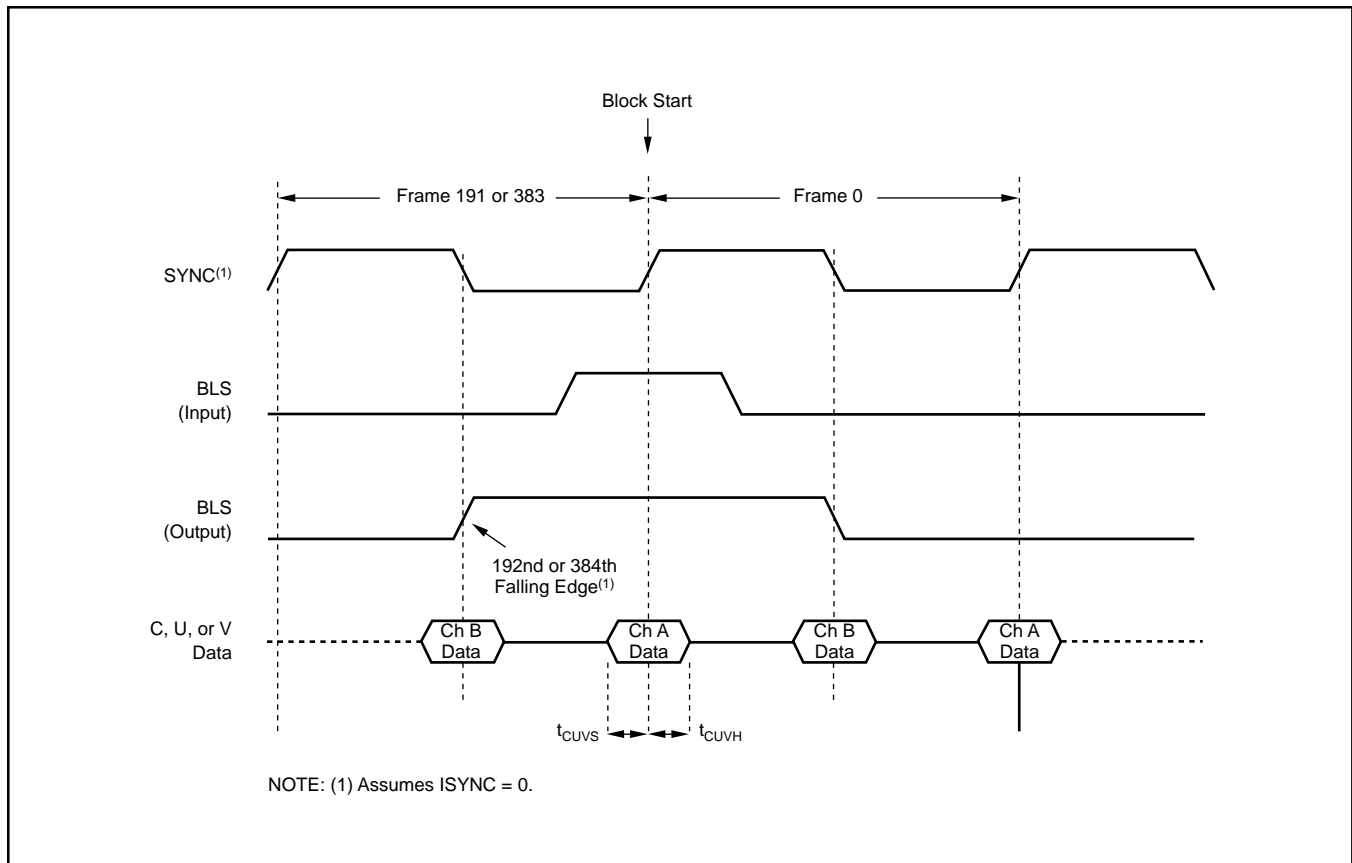 Block Start
Frame 191 or 383
Frame 0
SYNC(1)
BLS
(Input)
BLS
(Output)
192nd or 384th
Falling Edge(1)
C, U, or V
Data
Ch B
Data
Ch A
Data
Ch B
Data
Ch A
Data
tCUVS
tCUVH
NOTE: (1) Assumes ISYNC = 0.